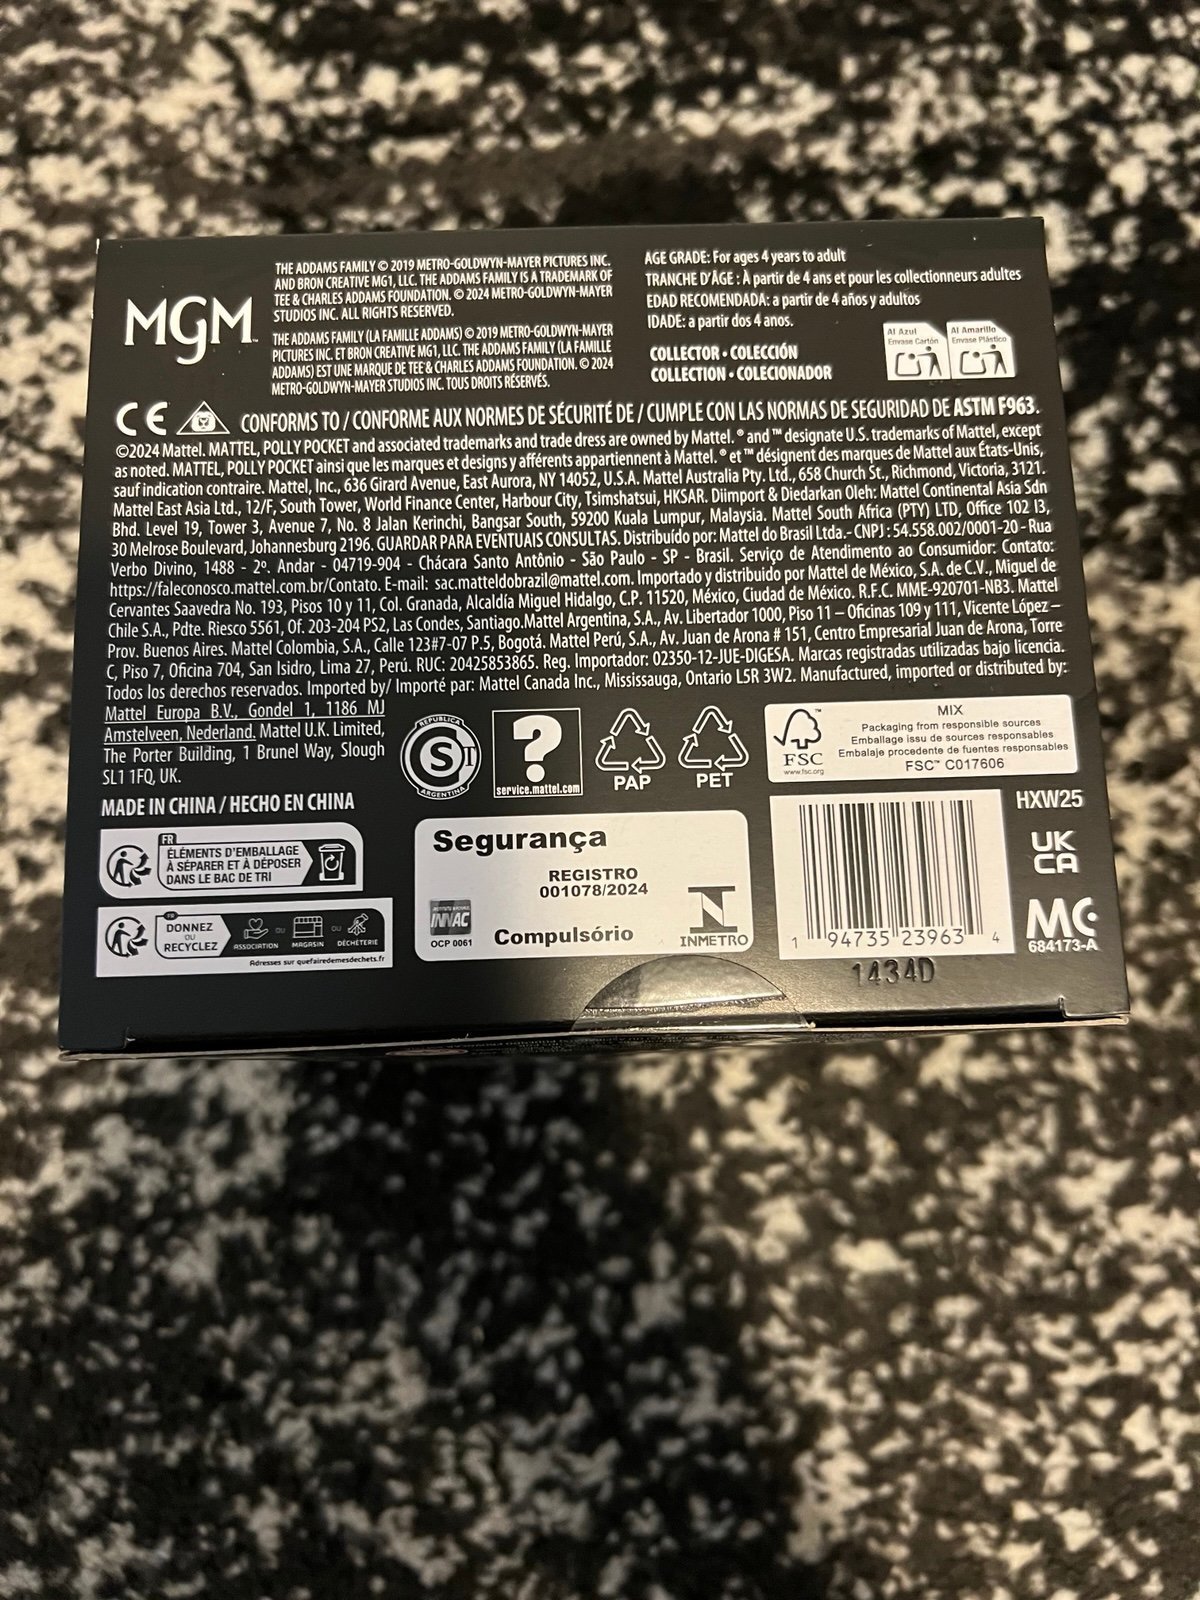 MGM
THE ADDAMS FAMILY © 2019 METRO-GOLDWYN-MAYER PICTURES INC.
AND BRON CREATIVE MG1, LLC. THE ADDAMS FAMILY IS A TRADEMARK OF
TEE & CHARLES ADDAMS FOUNDATION. © 2024 METRO-GOLDWYN-MAYER
STUDIOS INC. ALL RIGHTS RESERVED.
THE ADDAMS FAMILY (LA FAMILLE ADDAMS) © 2019 METRO-GOLDWYN-MAYER
PICTURES INC. ET BRON CREATIVE MG1, LLC. THE ADDAMS FAMILY (LA FAMILLE
ADDAMS) EST UNE MARQUE DE TEE & CHARLES ADDAMS FOUNDATION. © 2024
METRO-GOLDWYN-MAYER STUDIOS INC. TOUS DROITS RÉSERVÉS.
AGE GRADE: For ages 4 years to adult
TRANCHE D'ÂGE : À partir de 4 ans et pour les collectionneurs adultes
EDAD RECOMENDADA: a partir de 4 años y adultos
IDADE: a partir dos 4 anos.
COLLECTOR • COLECCIÓN
COLLECTION • COLECIONADOR
Al Azul
Envase Cartón
Al Amarillo
Envase Plástico
CE CONFORMS TO / CONFORME AUX NORMES DE SÉCURITÉ DE / CUMPLE CON LAS NORMAS DE SEGURIDAD DE ASTM F963.
©2024 Mattel. MATTEL, POLLY POCKET and associated trademarks and trade dress are owned by Mattel. ® and ™ designate U.S. trademarks of Mattel, except
as noted. MATTEL, POLLY POCKET ainsi que les marques et designs y afférents appartiennent à Mattel. ® et ™ désignent des marques de Mattel aux États-Unis,
sauf indication contraire. Mattel, Inc., 636 Girard Avenue, East Aurora, NY 14052, U.S.A. Mattel Australia Pty. Ltd., 658 Church St., Richmond, Victoria, 3121.
Mattel East Asia Ltd., 12/F, South Tower, World Finance Center, Harbour City, Tsimshatsui, HKSAR. Diimport & Diedarkan Oleh: Mattel Continental Asia Sdn
Bhd. Level 19, Tower 3, Avenue 7, No. 8 Jalan Kerinchi, Bangsar South, 59200 Kuala Lumpur, Malaysia. Mattel South Africa (PTY) LTD, Office 102 I3,
30 Melrose Boulevard, Johannesburg 2196. GUARDAR PARA EVENTUAIS CONSULTAS. Distribuído por: Mattel do Brasil Ltda.- CNPJ : 54.558.002/0001-20 - Rua
Verbo Divino, 1488 - 2º. Andar - 04719-904 - Chácara Santo Antônio - São Paulo - SP - Brasil. Serviço de Atendimento ao Consumidor: Contato:
https://faleconosco.mattel.com.br/Contato. E-mail: sac.matteldobrazil@mattel.com. Importado y distribuido por Mattel de México, S.A. de C.V., Miguel de
Cervantes Saavedra No. 193, Pisos 10 y 11, Col. Granada, Alcaldía Miguel Hidalgo, C.P. 11520, México, Ciudad de México. R.F.C. MME-920701-NB3. Mattel
Chile S.A., Pdte. Riesco 5561, Of. 203-204 PS2, Las Condes, Santiago.Mattel Argentina, S.A., Av. Libertador 1000, Piso 11 – Oficinas 109 y 111, Vicente López –
Prov. Buenos Aires. Mattel Colombia, S.A., Calle 123#7-07 P.5, Bogotá. Mattel Perú, S.A., Av. Juan de Arona # 151, Centro Empresarial Juan de Arona, Torre
C, Piso 7, Oficina 704, San Isidro, Lima 27, Perú. RUC: 20425853865. Reg. Importador: 02350-12-JUE-DIGESA. Marcas registradas utilizadas bajo licencia.
Todos los derechos reservados. Imported by/ Importé par: Mattel Canada Inc., Mississauga, Ontario L5R 3W2. Manufactured, imported or distributed by:
Mattel Europa B.V., Gondel 1, 1186 MJ
Amstelveen, Nederland. Mattel U.K. Limited,
The Porter Building, 1 Brunel Way, Slough
SL1 1FQ, UK.
MADE IN CHINA / HECHO EN CHINA
REPUBLICA
S T
ARGENTINA
?
service.mattel.com
PAP
PET
FSC™
www.fsc.org
MIX
Packaging from responsible sources
Emballage issu de sources responsables
Embalaje procedente de fuentes responsables
FSC™ C017606
FR
ÉLÉMENTS D'EMBALLAGE
À SÉPARER ET À DÉPOSER
DANS LE BAC DE TRI
FR
DONNEZ
OU
RECYCLEZ
ASSOCIATION OU MAGASIN OU DÉCHÈTERIE
Adresses sur quefairedemesdechets.fr
Segurança
REGISTRO
001078/2024
INVAC
OCP 0061
Compulsório
INMETRO
1 94735 23963 4
1434D
HXW25
UK
CA
MC
684173-A